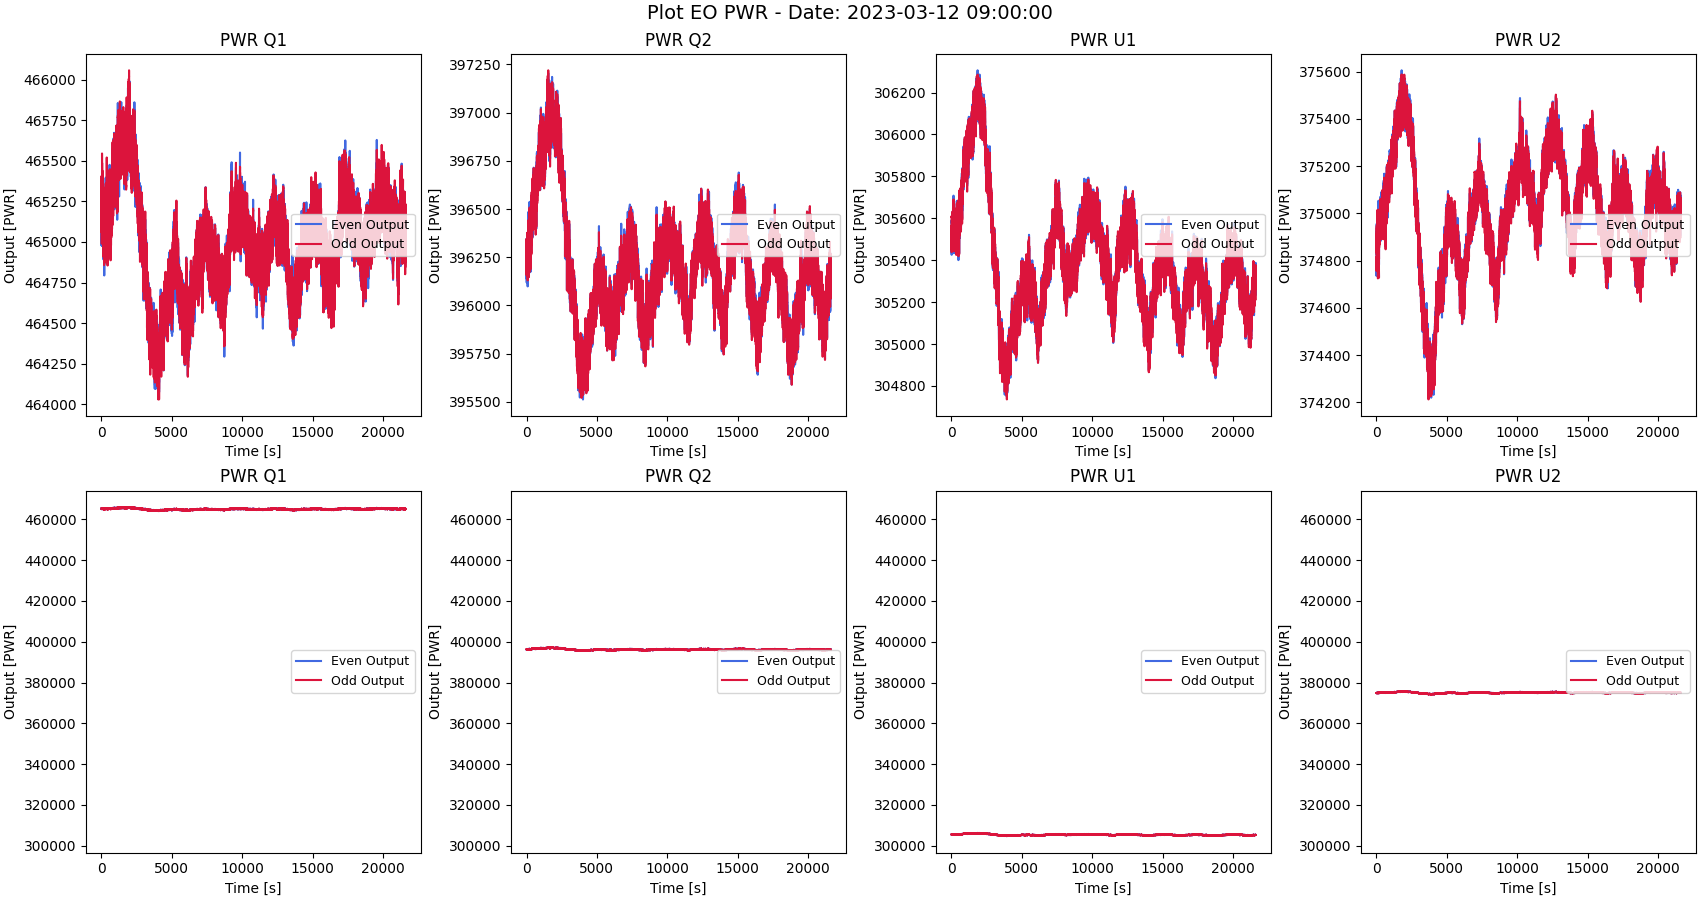 Plot EO PWR - Date: 2023-03-12 09:00:00
PWR Q1
466000
465750
465500
465250
465000
464750
464500
464250
464000
Output [PWR]
Even Output
Odd Output
0
5000
10000
15000
20000
Time [s]
PWR Q2
397250
397000
396750
396500
396250
396000
395750
395500
Output [PWR]
Even Output
Odd Output
0
5000
10000
15000
20000
Time [s]
PWR U1
306200
306000
305800
305600
305400
305200
305000
304800
Output [PWR]
Even Output
Odd Output
0
5000
10000
15000
20000
Time [s]
PWR U2
375600
375400
375200
375000
374800
374600
374400
374200
Output [PWR]
Even Output
Odd Output
0
5000
10000
15000
20000
Time [s]
PWR Q1
460000
440000
420000
400000
380000
360000
340000
320000
300000
Output [PWR]
Even Output
Odd Output
0
5000
10000
15000
20000
Time [s]
PWR Q2
460000
440000
420000
400000
380000
360000
340000
320000
300000
Output [PWR]
Even Output
Odd Output
0
5000
10000
15000
20000
Time [s]
PWR U1
460000
440000
420000
400000
380000
360000
340000
320000
300000
Output [PWR]
Even Output
Odd Output
0
5000
10000
15000
20000
Time [s]
PWR U2
460000
440000
420000
400000
380000
360000
340000
320000
300000
Output [PWR]
Even Output
Odd Output
0
5000
10000
15000
20000
Time [s]